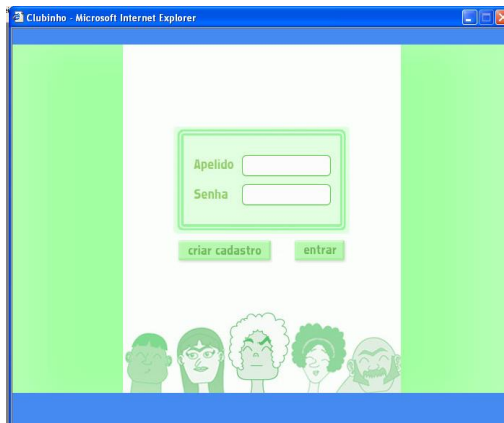 Clubinho - Microsoft Internet Explorer
Apelido
Senha
criar cadastro entrar